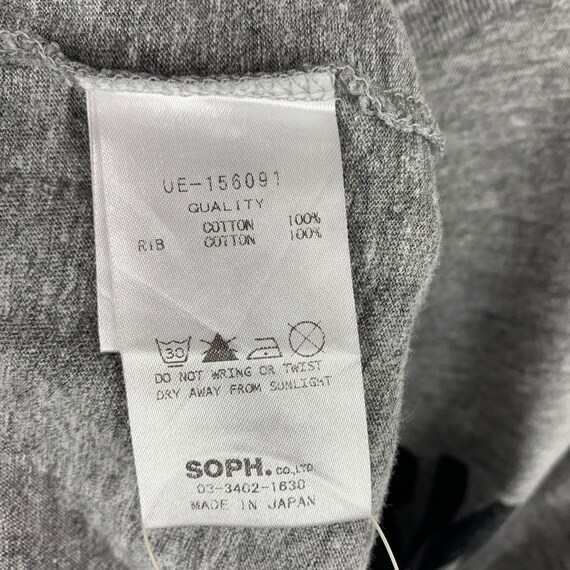 UE-156091
QUALITY
COTTON 100%
RIB COTTON 100%
30
DO NOT WRING OR TWIST
DRY AWAY FROM SUNLIGHT
SOPH. CO.,LTD
03-3402-1630
MADE IN JAPAN